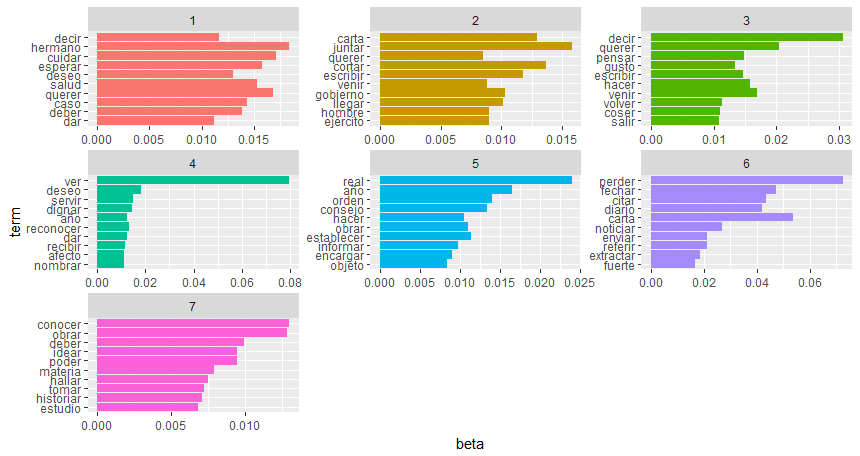 1
decir
hermano
cuidar
esperar
deseo
salud
querer
caso
deber
dar
0.000 0.005 0.010 0.015
2
carta
juntar
querer
cortar
escribir
venir
gobierno
llegar
hombre
ejercito
0.000 0.005 0.010 0.015
3
decir
querer
pensar
gusto
escribir
hacer
venir
volver
coser
salir
0.00 0.01 0.02 0.03
4
ver
deseo
servir
dignar
año
reconocer
dar
recibir
afecto
nombrar
0.00 0.02 0.04 0.06 0.08
5
real
año
orden
consejo
hacer
obrar
establecer
informar
encargar
objeto
0.000 0.005 0.010 0.015 0.020 0.025
6
perder
fechar
citar
diario
carta
noticiar
enviar
referir
extractar
fuerte
0.00 0.02 0.04 0.06
7
conocer
obrar
deber
idear
poder
materia
hallar
tomar
historiar
estudio
0.000 0.005 0.010
term
beta